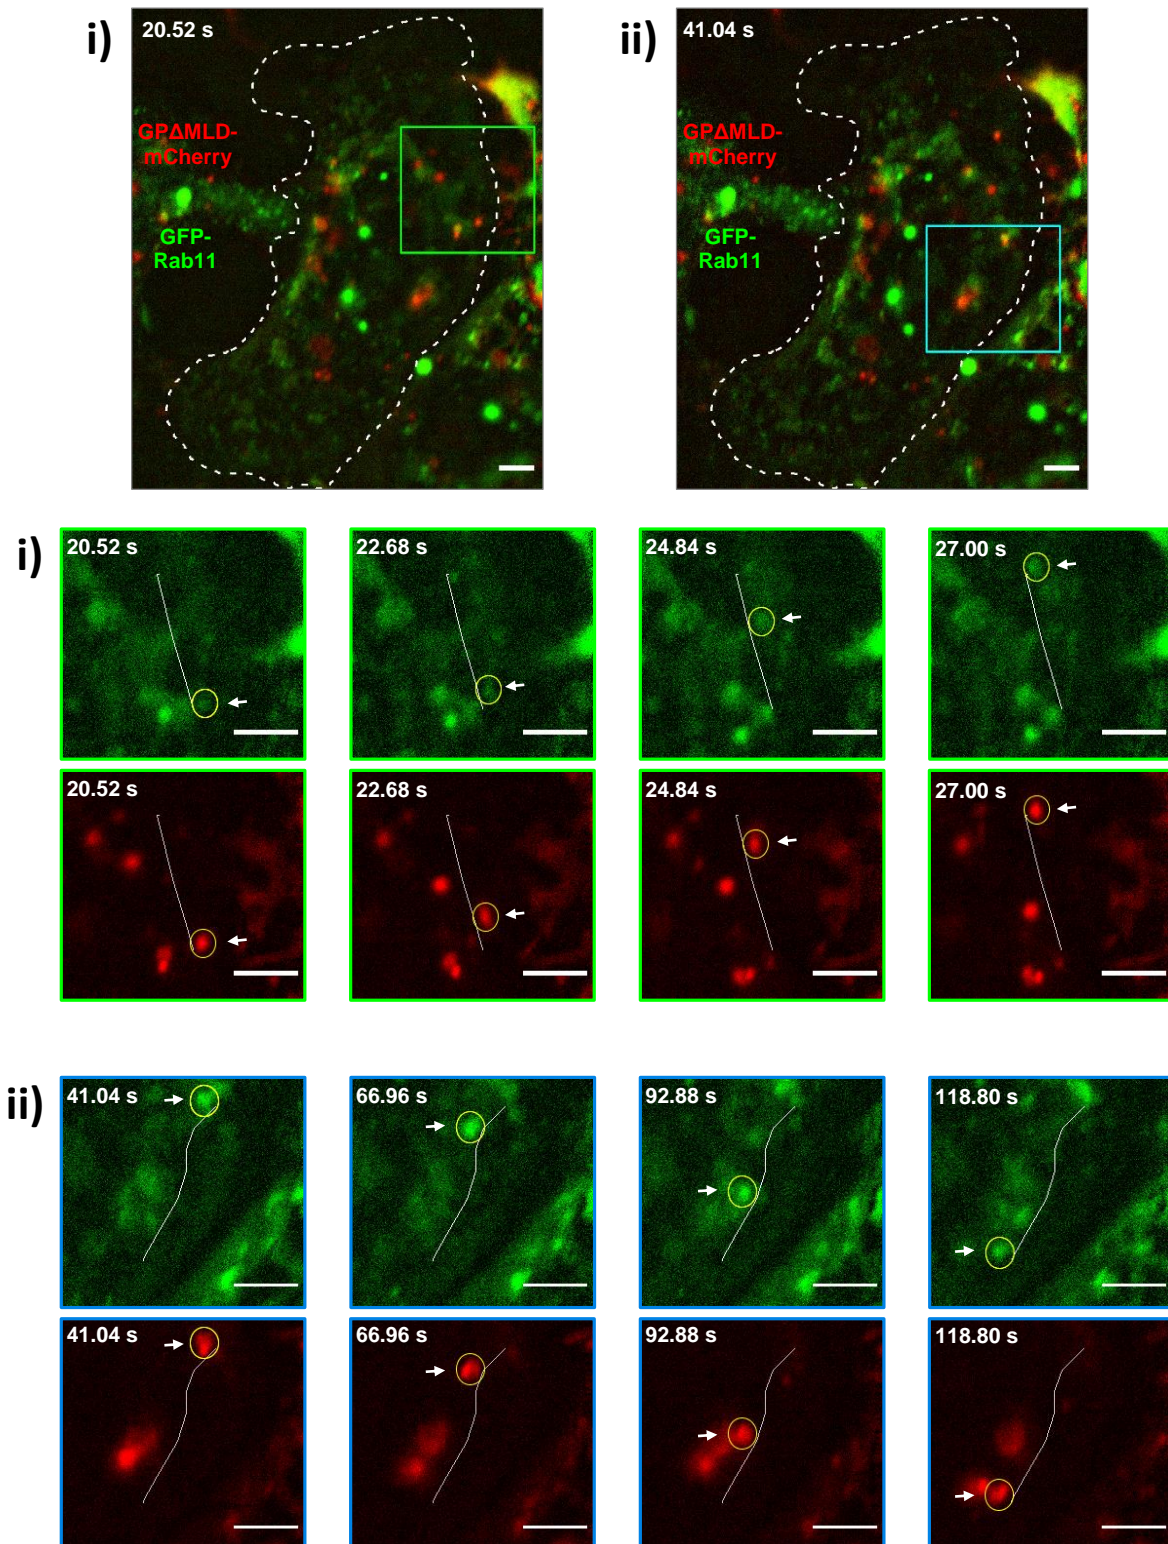 i)
20.52 s
GPΔMLD-
mCherry
GFP-
Rab11
ii)
41.04 s
GPΔMLD-
mCherry
GFP-
Rab11
i)
20.52 s
22.68 s
24.84 s
27.00 s
20.52 s
22.68 s
24.84 s
27.00 s
ii)
41.04 s
66.96 s
92.88 s
118.80 s
41.04 s
66.96 s
92.88 s
118.80 s